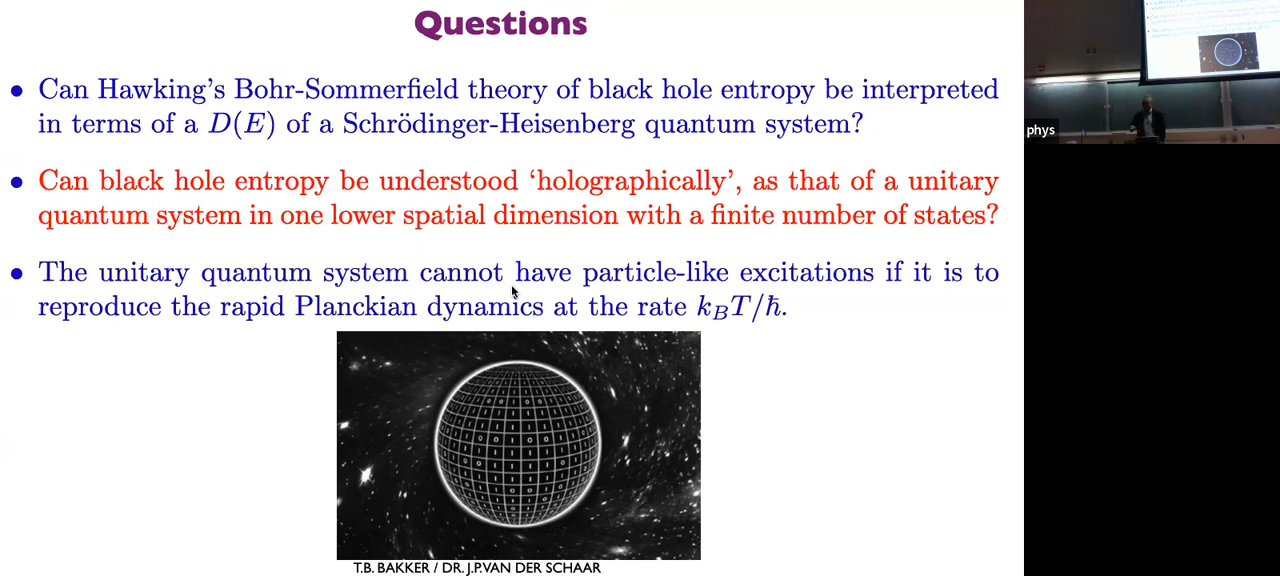 Questions
• Can Hawking's Bohr-Sommerfield theory of black hole entropy be interpreted
in terms of a D(E) of a Schrödinger-Heisenberg quantum system?
• Can black hole entropy be understood ‘holographically’, as that of a unitary
quantum system in one lower spatial dimension with a finite number of states?
• The unitary quantum system cannot have particle-like excitations if it is to
reproduce the rapid Planckian dynamics at the rate k_BT/ℏ.
T.B. BAKKER / DR. J.P.VAN DER SCHAAR
phys